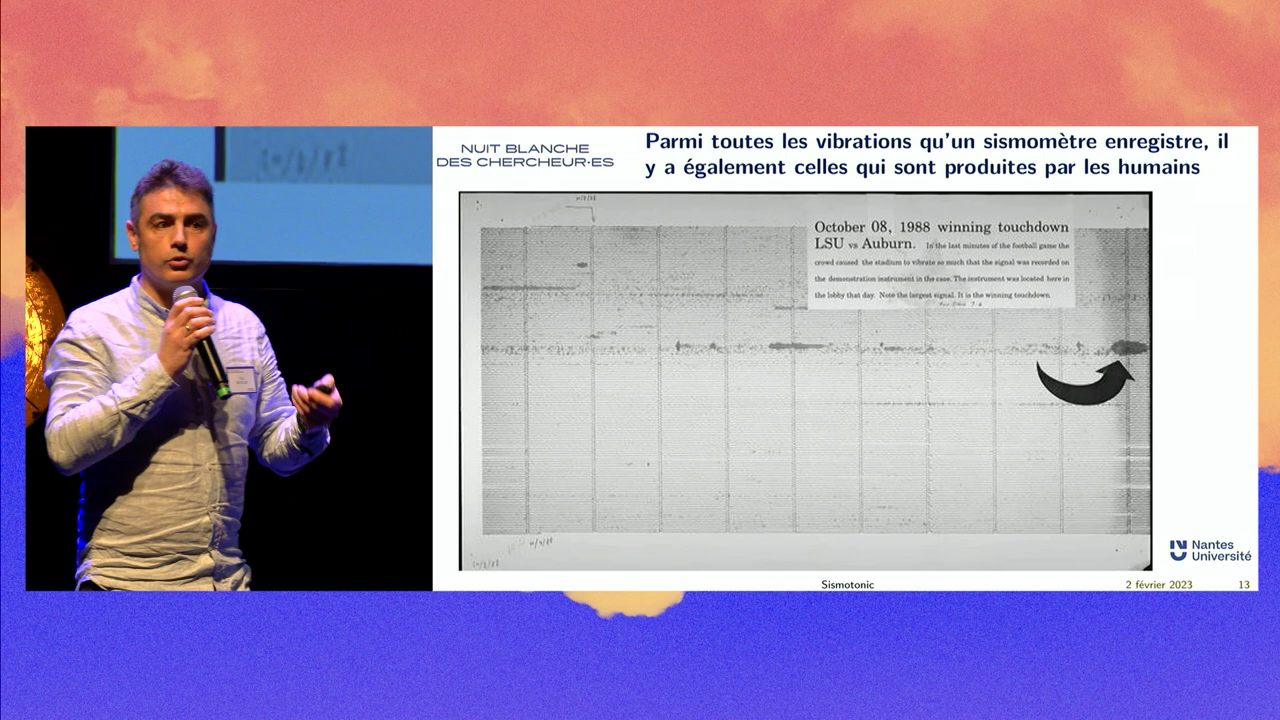 NUIT BLANCHE
DES CHERCHEUR·ES
Parmi toutes les vibrations qu'un sismomètre enregistre, il
y a également celles qui sont produites par les humains
October 08, 1988 winning touchdown
LSU vs Auburn. In the last minutes of the football game the
crowd caused the stadium to vibrate so much that the signal was recorded on
the demonstration instrument in the case. The instrument was located here in
the lobby that day. Note the largest signal. It is the winning touchdown.
Nantes
Université
Sismotonic
2 février 2023
13